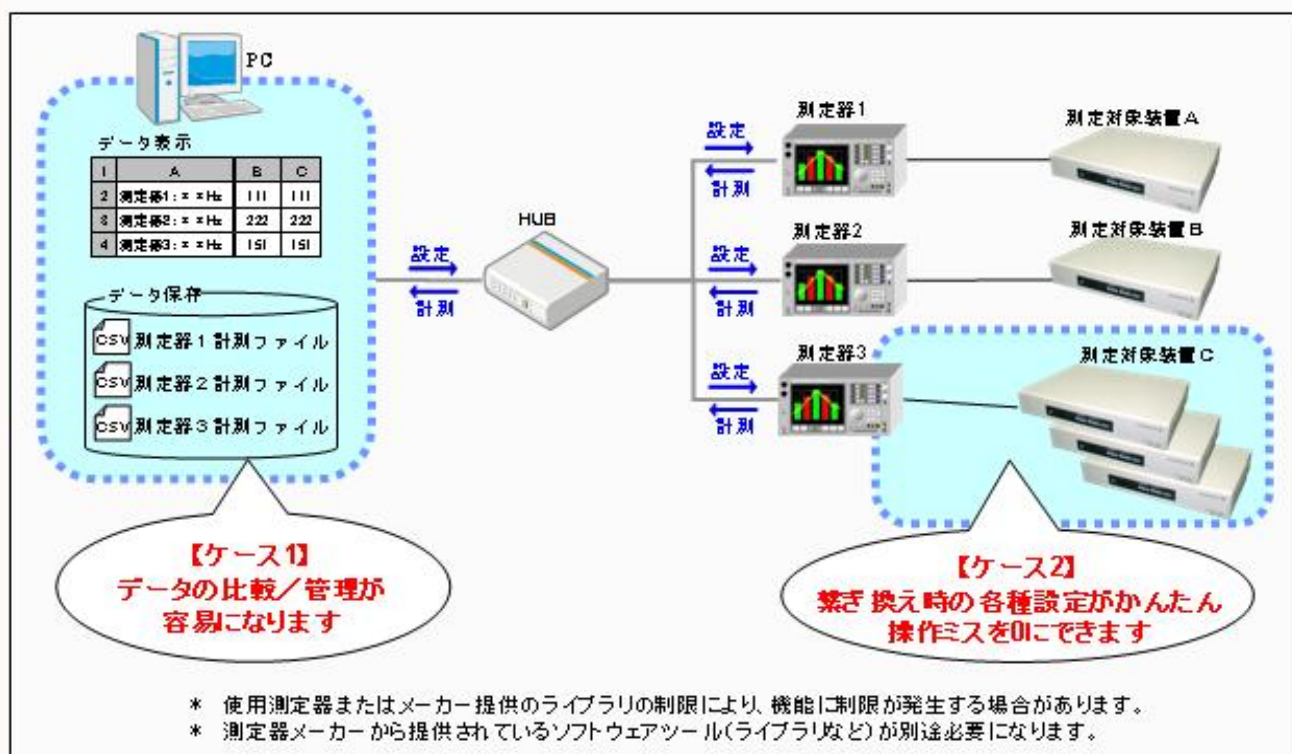 PC
データ表示
1 A B C
2 測定器1:**Hz 111 111
3 測定器2:**Hz 222 222
4 測定器3:**Hz 151 151
データ保存
CSV 測定器1計測ファイル
CSV 測定器2計測ファイル
CSV 測定器3計測ファイル
設定
計測
HUB
設定
計測
測定器1
測定対象装置A
設定
計測
測定器2
測定対象装置B
設定
計測
測定器3
測定対象装置C
【ケース1】
データの比較／管理が
容易になります
【ケース2】
繋ぎ換え時の各種設定がかんたん
操作ミスを0にできます
* 使用測定器またはメーカー提供のライブラリの制限により、機能に制限が発生する場合があります。
* 測定器メーカーから提供されているソフトウェアツール(ライブラリなど)が別途必要になります。